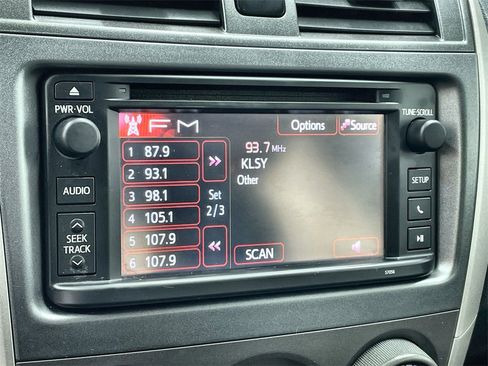 PWR·VOL
TUNE·SCROLL
FM
Options
Source
1 87.9
2 93.1
3 98.1
4 105.1
5 107.9
6 107.9
Set
2/3
93.7 MHz
KLSY
Other
SCAN
AUDIO
SEEK
TRACK
SETUP